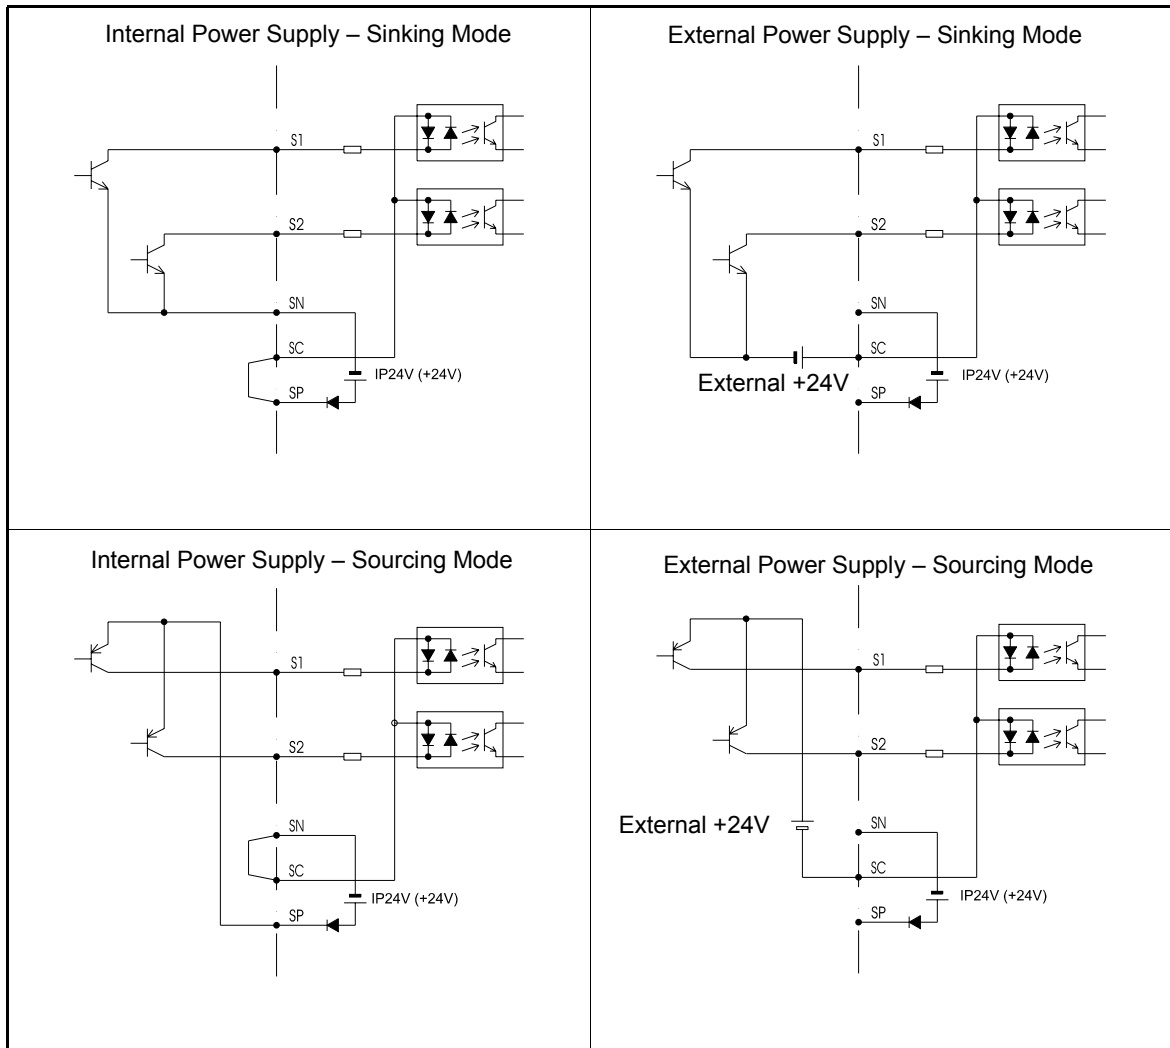 Internal Power Supply – Sinking Mode
S1
S2
SN
SC
IP24V (+24V)
SP
External Power Supply – Sinking Mode
S1
S2
SN
SC
External +24V
IP24V (+24V)
SP
Internal Power Supply – Sourcing Mode
S1
S2
SN
SC
IP24V (+24V)
SP
External Power Supply – Sourcing Mode
S1
S2
External +24V
SN
SC
IP24V (+24V)
SP